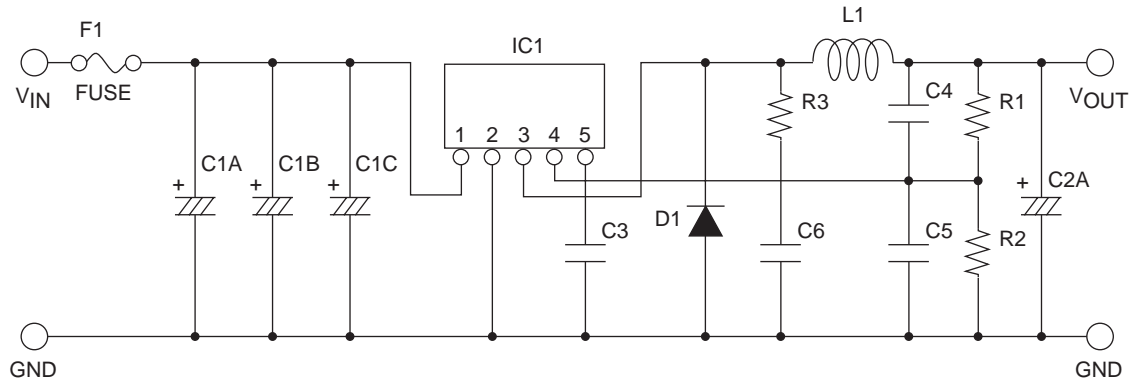 F1
L1
IC1
VIN
FUSE
R3
C4
R1
VOUT
1 2 3 4 5
C1A
C1B
C1C
C2A
D1
C3
C6
C5
R2
GND
GND